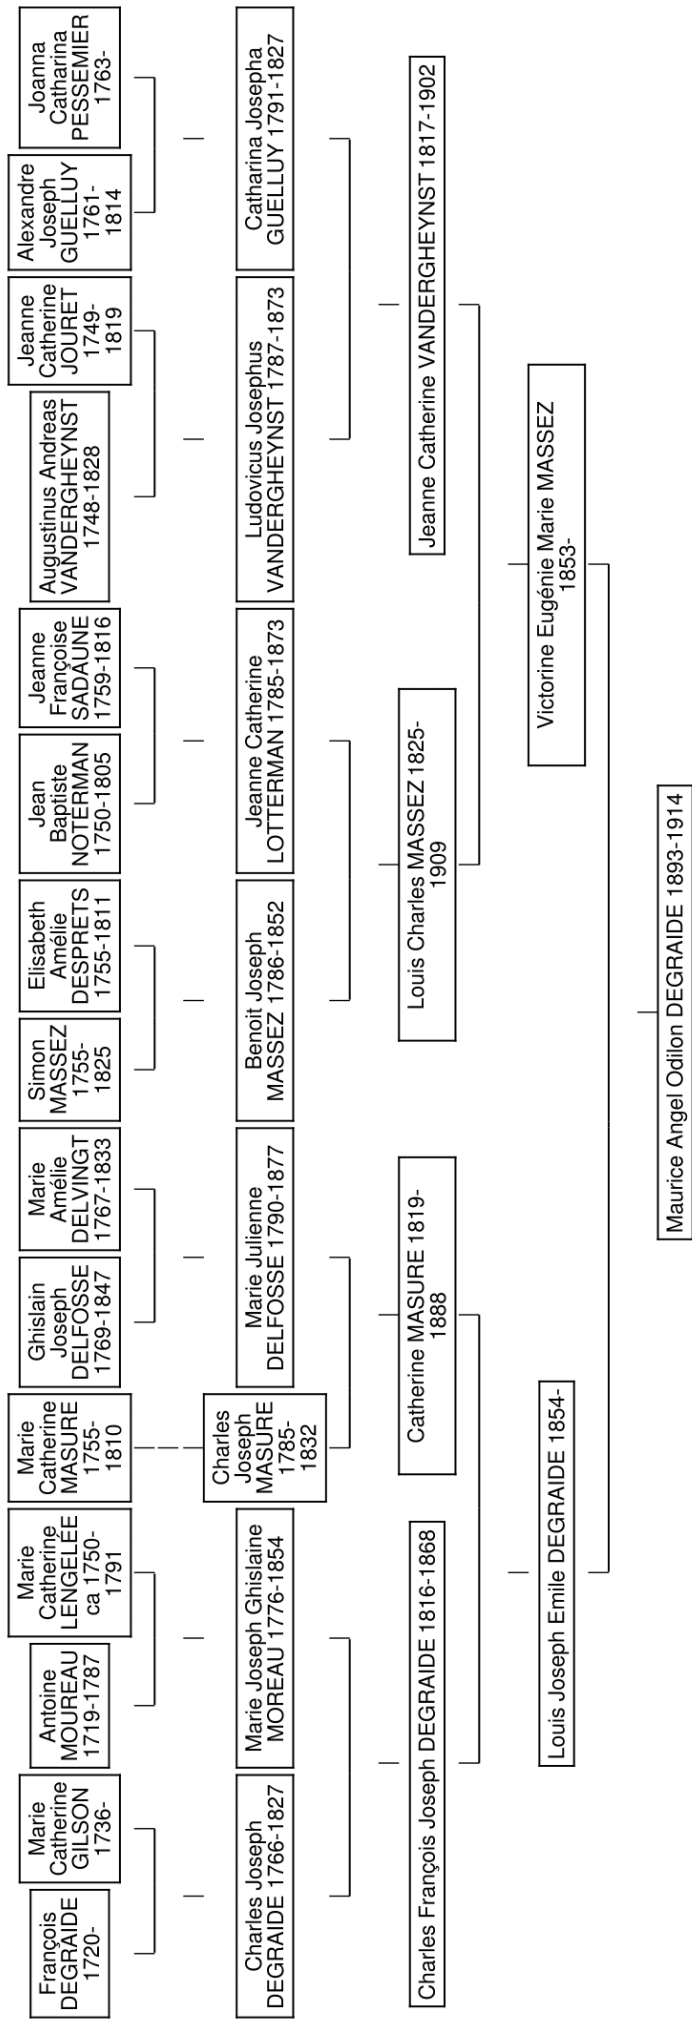 François
DEGRAIDE
1720-
Marie
Catherine
GILSON
1736-
Antoine
MOUREAU
1719-1787
Marie
Catherine
LENGELÉE
ca 1750-
1791
Marie
Catherine
MASURE
1755-
1810
Ghislain
Joseph
DELFOSSE
1769-1847
Marie
Amélie
DELVINGT
1767-1833
Simon
MASSEZ
1755-
1825
Elisabeth
Amélie
DESPRETS
1755-1811
Jean
Baptiste
NOTERMAN
1750-1805
Jeanne
Françoise
SADAUNE
1759-1816
Augustinus Andreas
VANDERGHEYNST
1748-1828
Jeanne
Catherine
JOURET
1749-
1819
Alexandre
Joseph
GUELLUY
1761-
1814
Joanna
Catharina
PESSEMIER
1763-
Charles Joseph
DEGRAIDE 1766-1827
Marie Joseph Ghislaine
MOREAU 1776-1854
Charles
Joseph
MASURE
1785-
1832
Marie Julienne
DELFOSSE 1790-1877
Benoit Joseph
MASSEZ 1786-1852
Jeanne Catherine
LOTTERMAN 1785-1873
Ludovicus Josephus
VANDERGHEYNST 1787-1873
Catharina Josepha
GUELLUY 1791-1827
Charles François Joseph DEGRAIDE 1816-1868
Catherine MASURE 1819-
1888
Louis Charles MASSEZ 1825-
1909
Jeanne Catherine VANDERGHEYNST 1817-1902
Louis Joseph Emile DEGRAIDE 1854-
Victorine Eugénie Marie MASSEZ
1853-
Maurice Angel Odilon DEGRAIDE 1893-1914